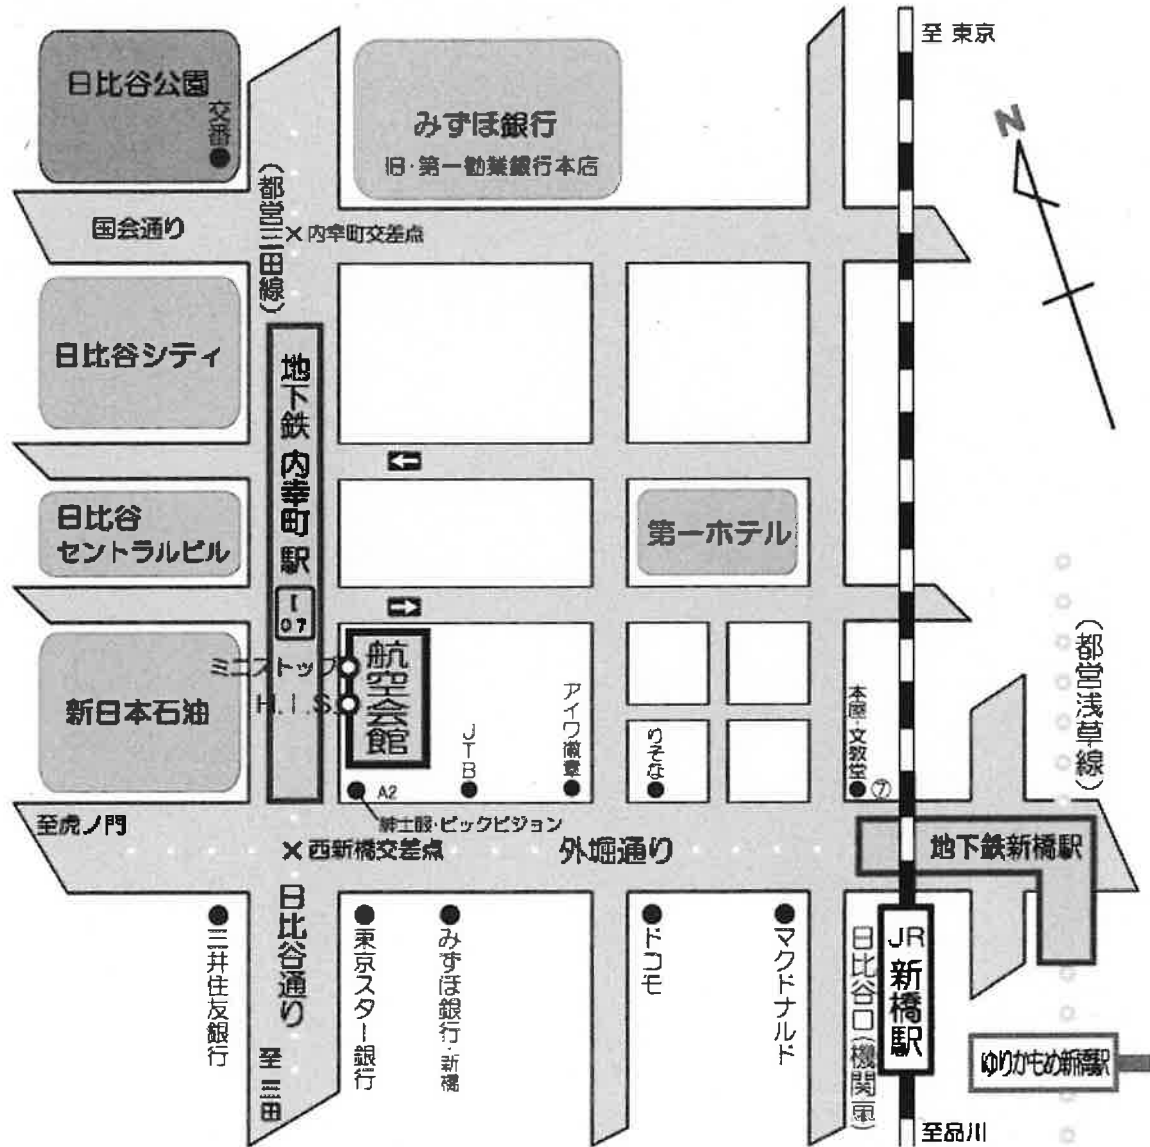 至 東京
日比谷公園
交番
みずほ銀行
旧・第一勧業銀行本店
N
(都営三田線)
国会通り
×内幸町交差点
日比谷シティ
地下鉄 内幸町 駅
I
07
日比谷
セントラルビル
第一ホテル
新日本石油
ミニストップ
H.I.S.
航空会館
JTB
アイワ徽章
りそな
本屋・文教堂
⑦
(都営浅草線)
A2
紳士服・ビックビジョン
至虎ノ門
×西新橋交差点
外堀通り
地下鉄新橋駅
三井住友銀行
日比谷通り
至 三田
東京スター銀行
みずほ銀行・新橋
ドコモ
マクドナルド
日比谷口(機関車)
JR
新橋駅
ゆりかもめ新橋駅
至品川